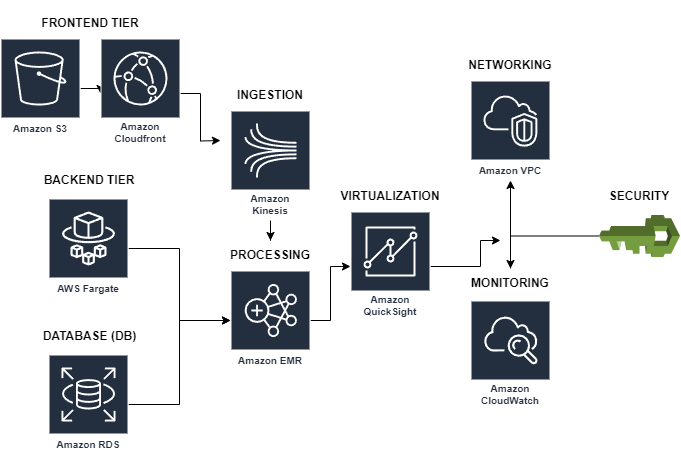 FRONTEND TIER
Amazon S3
Amazon
Cloudfront
INGESTION
Amazon
Kinesis
NETWORKING
Amazon VPC
BACKEND TIER
AWS Fargate
VIRTUALIZATION
Amazon
QuickSight
SECURITY
PROCESSING
Amazon EMR
MONITORING
Amazon
CloudWatch
DATABASE (DB)
Amazon RDS